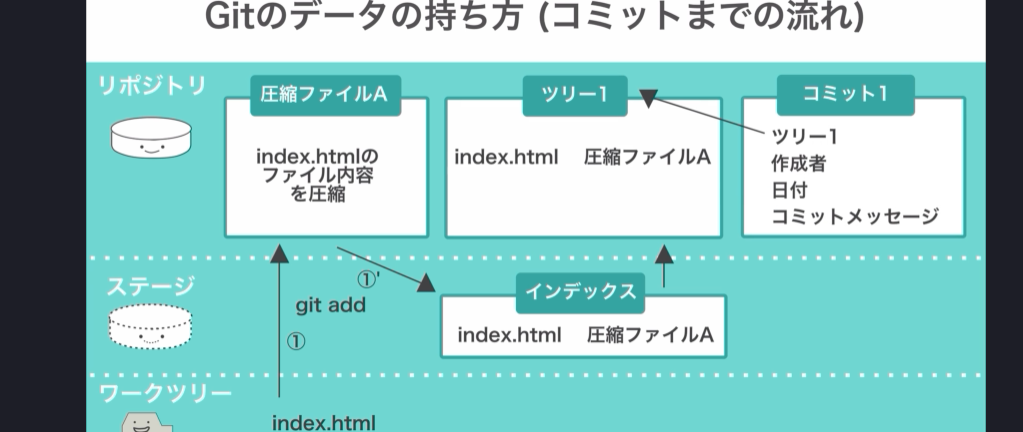 Gitのデータの持ち方 (コミットまでの流れ)
リポジトリ
圧縮ファイルA
index.htmlの
ファイル内容
を圧縮
ツリー1
index.html 圧縮ファイルA
コミット1
ツリー1
作成者
日付
コミットメッセージ
ステージ
①'
git add
①
インデックス
index.html 圧縮ファイルA
ワークツリー
index.html